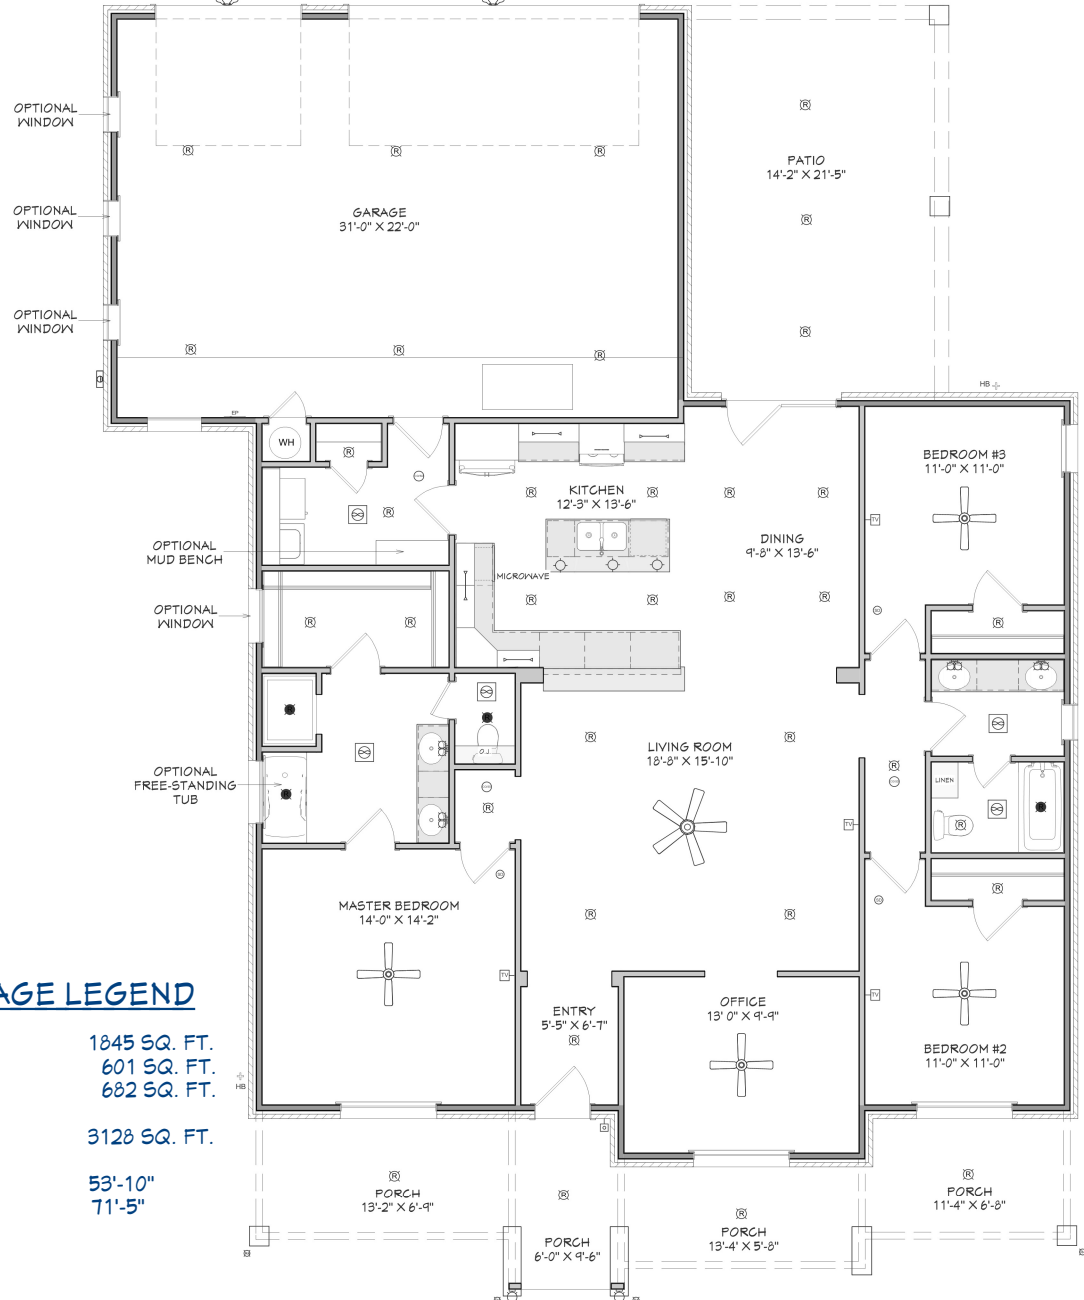 OPTIONAL
WINDOW
PATIO
14'-2" X 21'-5"
GARAGE
31'-0" X 22'-0"
OPTIONAL
WINDOW
OPTIONAL
WINDOW
HB
EP
WH
BEDROOM #3
11'-0" X 11'-0"
KITCHEN
12'-3" X 13'-6"
TV
DINING
9'-8" X 13'-6"
OPTIONAL
MUD BENCH
MICROWAVE
OPTIONAL
WINDOW
LIVING ROOM
18'-8" X 15'-10"
O.J.
OPTIONAL
FREE-STANDING
TUB
LINEN
TV
MASTER BEDROOM
14'-0" X 14'-2"
TV
AGE LEGEND
1845 SQ. FT.
601 SQ. FT.
682 SQ. FT.
3128 SQ. FT.
53'-10"
71'-5"
HB
ENTRY
5'-5" X 6'-7"
OFFICE
13' 0" X 9'-9"
TV
BEDROOM #2
11'-0" X 11'-0"
PORCH
13'-2" X 6'-9"
PORCH
6'-0" X 9'-6"
PORCH
13'-4' X 5'-8"
PORCH
11'-4" X 6'-8"